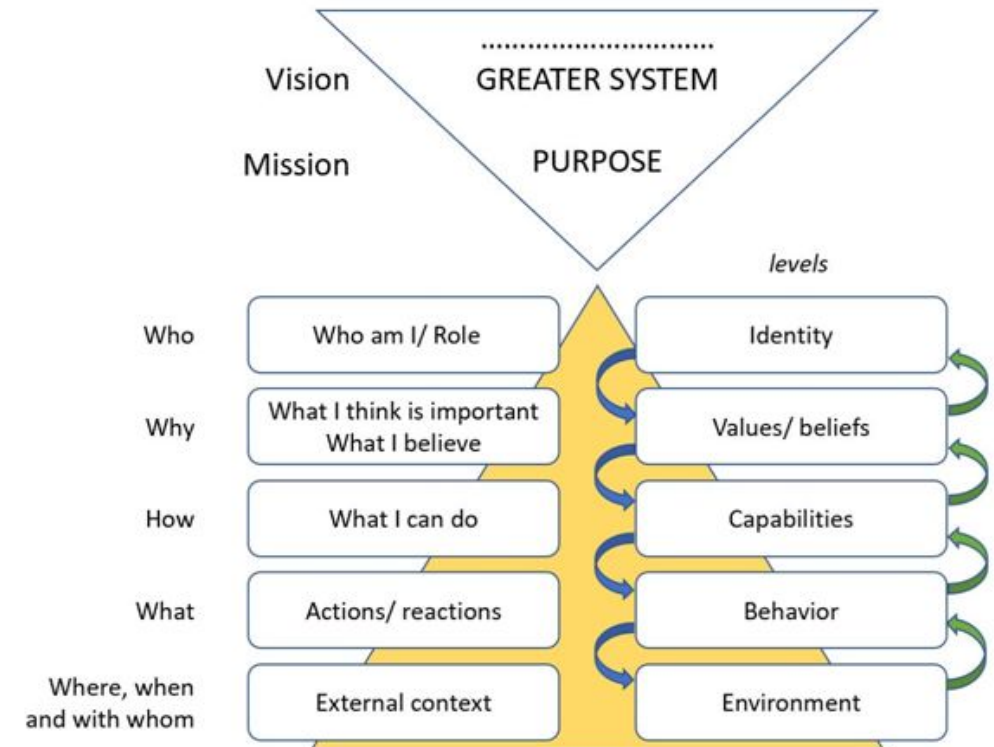 ..............................
Vision GREATER SYSTEM
Mission PURPOSE
levels
Who Who am I/ Role Identity
Why What I think is important
What I believe Values/ beliefs
How What I can do Capabilities
What Actions/ reactions Behavior
Where, when
and with whom External context Environment